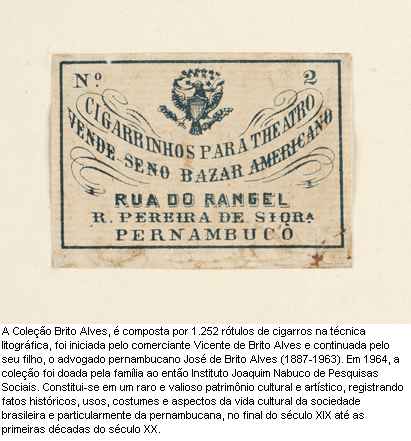 Nº 2
CIGARRINHOS PARA THEATRO
VENDE-SENO BAZAR AMERICANO
RUA DO RANGEL
R. PEREIRA DE SIQRA
PERNAMBUCO
A Coleção Brito Alves, é composta por 1.252 rótulos de cigarros na técnica
litográfica, foi iniciada pelo comerciante Vicente de Brito Alves e continuada pelo
seu filho, o advogado pernambucano José de Brito Alves (1887-1963). Em 1964, a
coleção foi doada pela família ao então Instituto Joaquim Nabuco de Pesquisas
Sociais. Constitui-se em um raro e valioso patrimônio cultural e artístico, registrando
fatos históricos, usos, costumes e aspectos da vida cultural da sociedade
brasileira e particularmente da pernambucana, no final do século XIX até as
primeiras décadas do século XX.